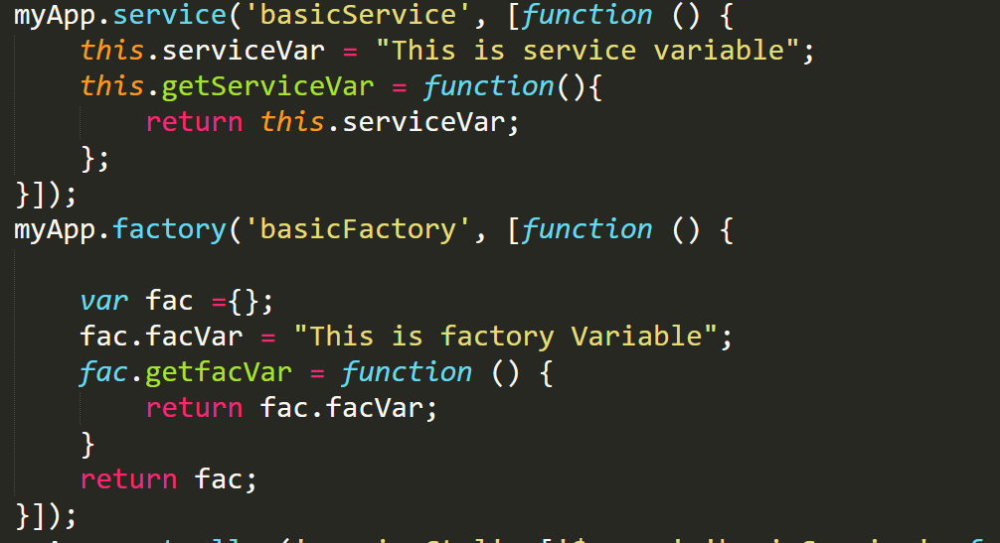 myApp.service('basicService', [function () {
    this.serviceVar = "This is service variable";
    this.getServiceVar = function(){
        return this.serviceVar;
    };
}]);
myApp.factory('basicFactory', [function () {
    var fac ={};
    fac.facVar = "This is factory Variable";
    fac.getfacVar = function () {
        return fac.facVar;
    }
    return fac;
}]);